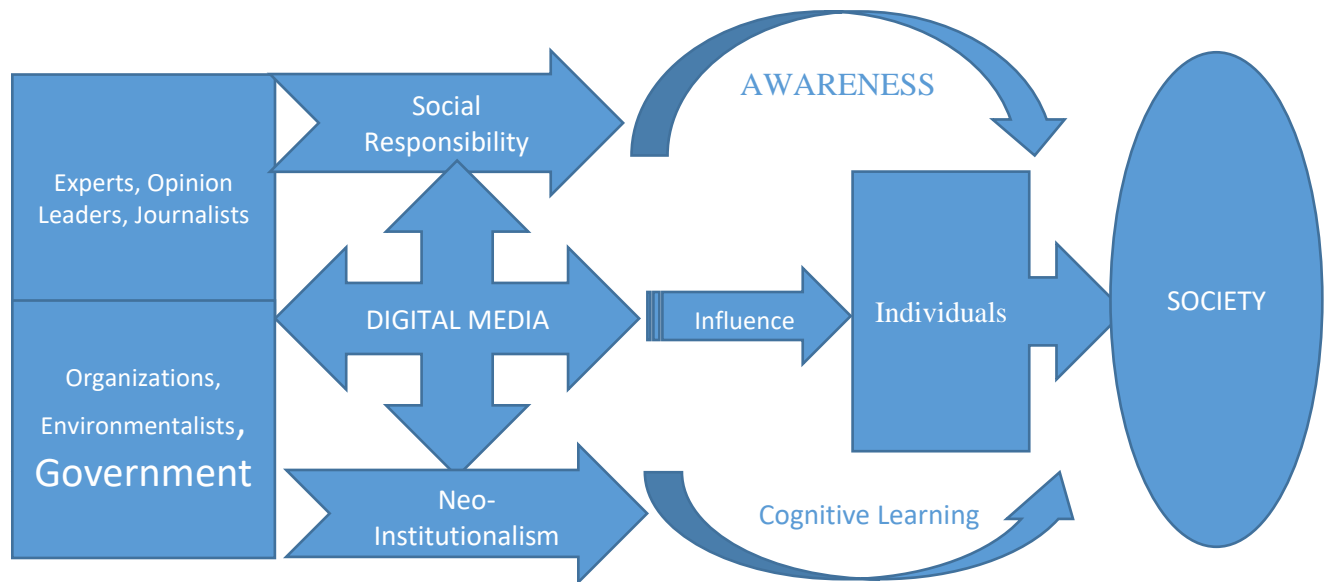 Experts, Opinion
Leaders, Journalists
Organizations,
Environmentalists,
Government
Social
Responsibility
DIGITAL MEDIA
Neo-
Institutionalism
AWARENESS
Influence
Cognitive Learning
Individuals
SOCIETY